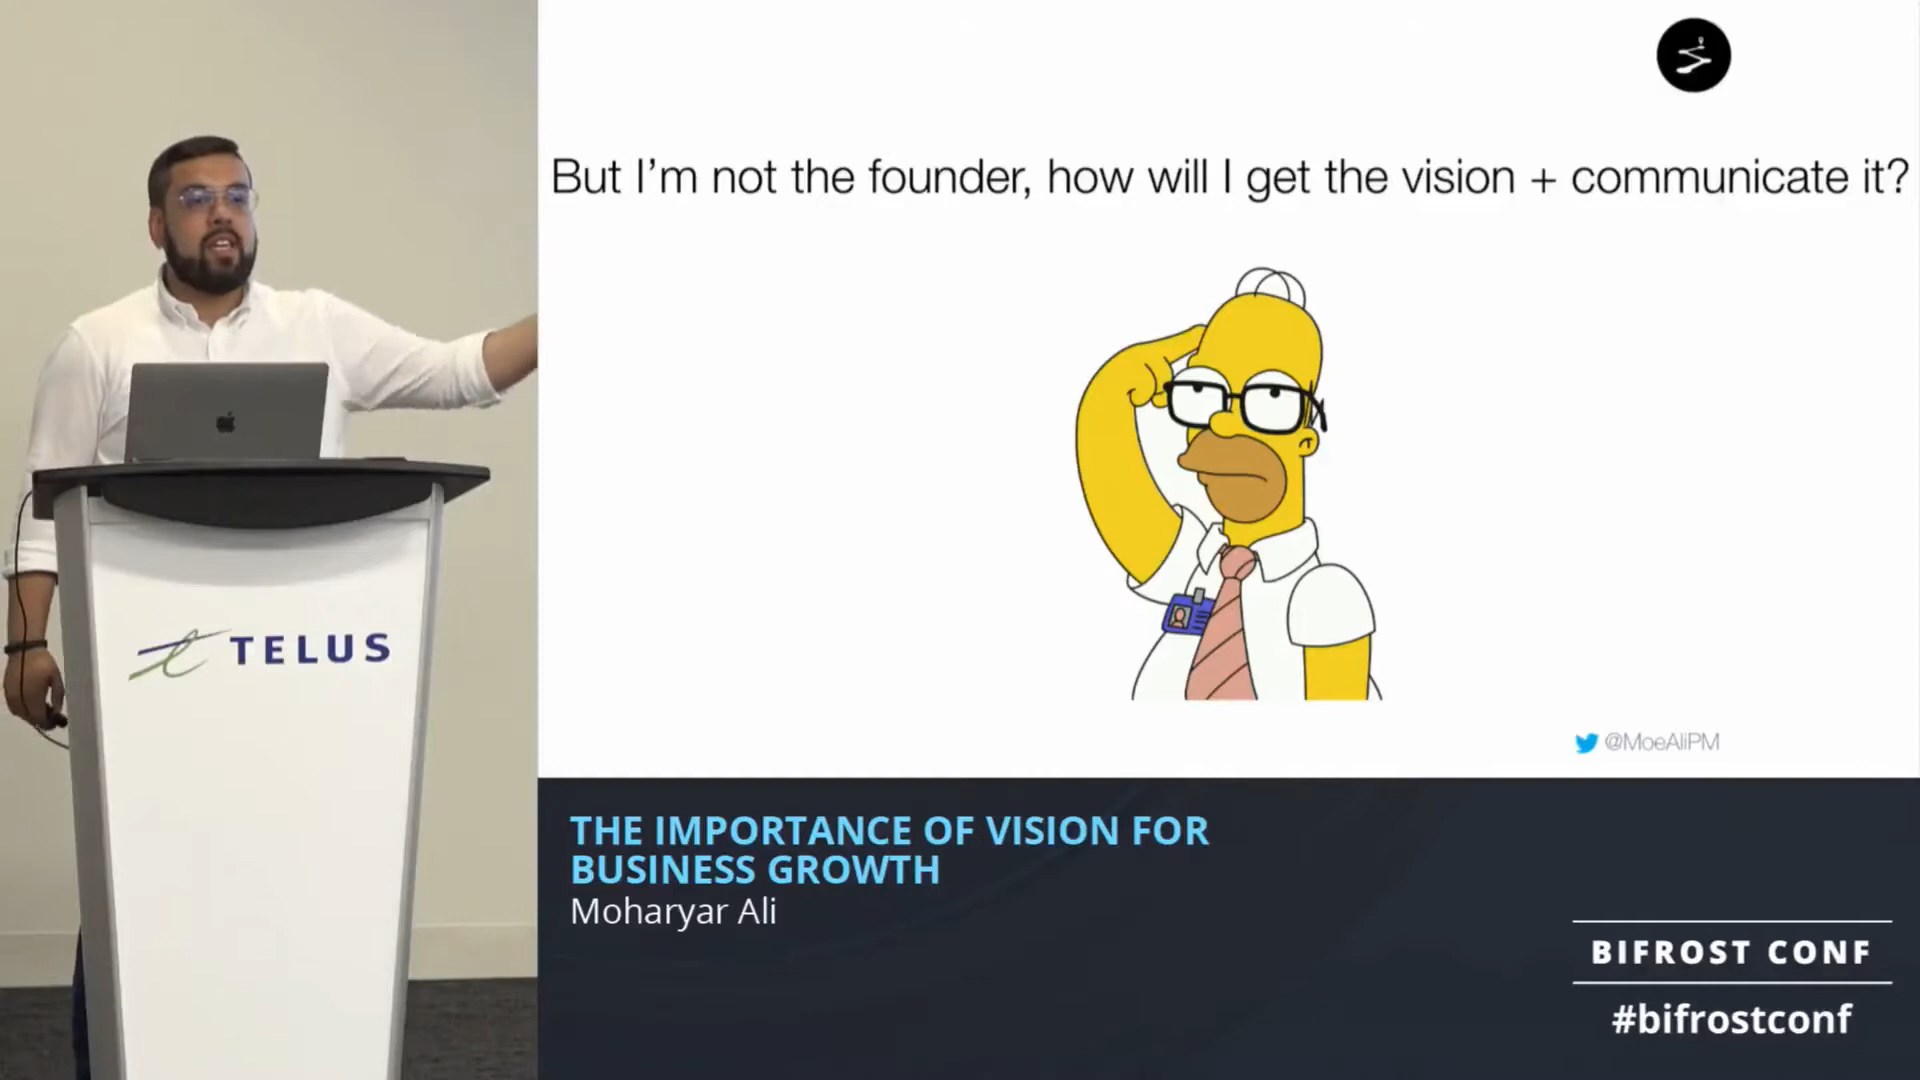 But I’m not the founder, how will I get the vision + communicate it?
TELUS
@MoeAliPM
THE IMPORTANCE OF VISION FOR
BUSINESS GROWTH
Moharyar Ali
BIFROST CONF
#bifrostconf